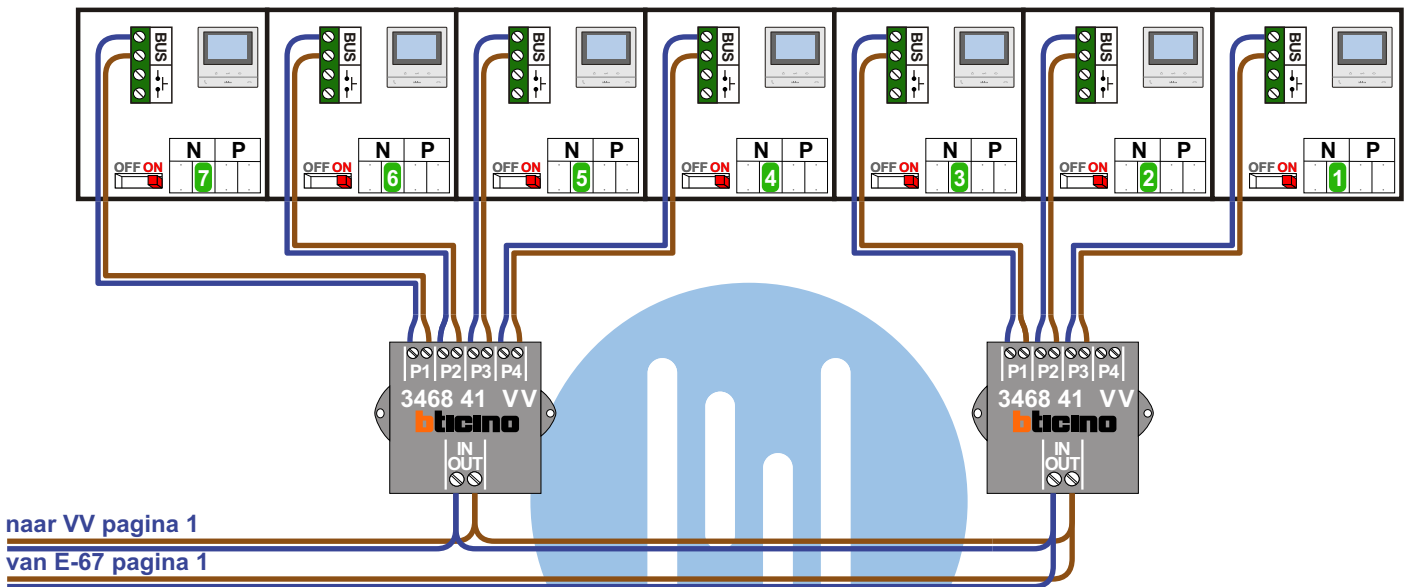 BUS BUS BUS BUS BUS BUS BUS
N P N P N P N P N P N P N P
OFF ON OFF ON OFF ON OFF ON OFF ON OFF ON OFF ON
7 6 5 4 3 2 1
P1 P2 P3 P4 P1 P2 P3 P4
3468 41 VV 3468 41 VV
bticino bticino
IN IN
OUT OUT
naar VV pagina 1
van E-67 pagina 1